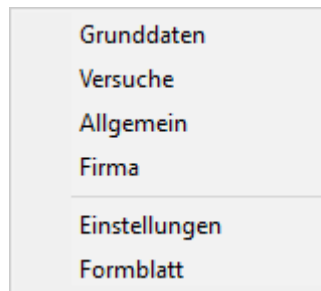 Grunddaten
Versuche
Allgemein
Firma
Einstellungen
Formblatt